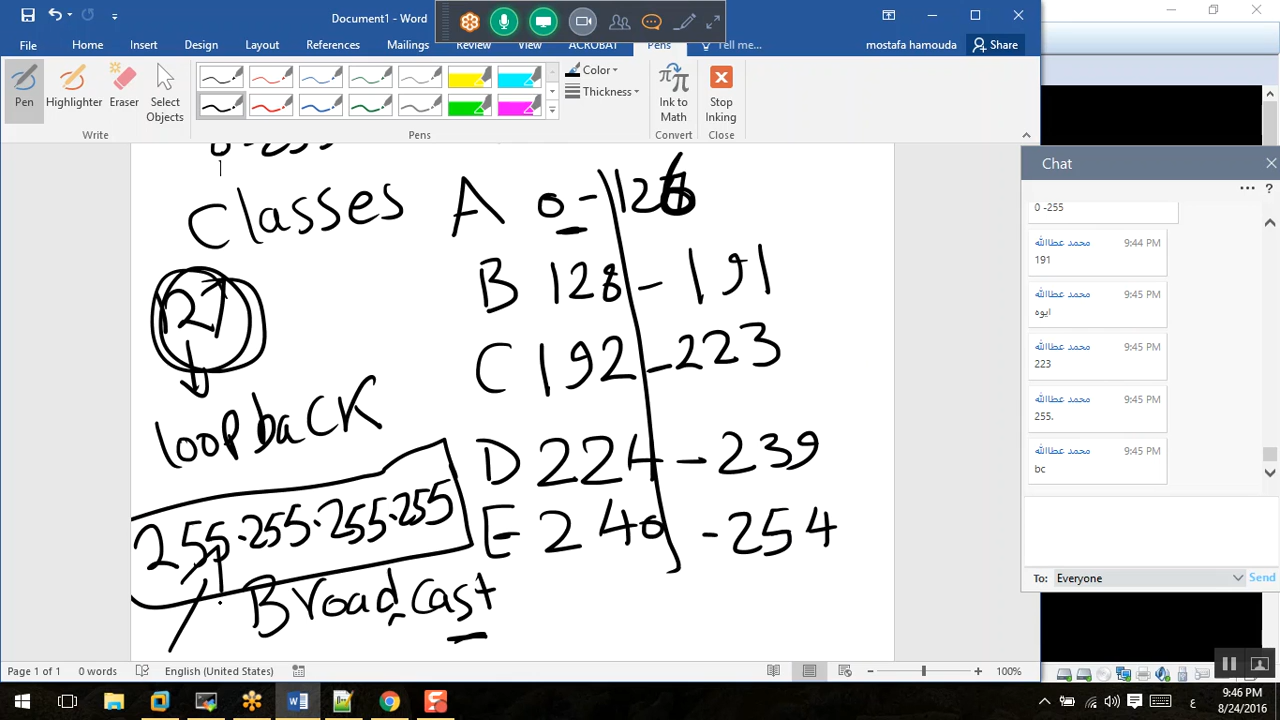 Document1 - Word
File
Home
Insert
Design
Layout
References
Mailings
Review
View
ACROBAT
Pens
Tell me...
mostafa hamouda
Share
Pen
Highlighter
Eraser
Select Objects
Write
Pens
Color
Thickness
Ink to Math
Convert
Stop Inking
Close
Classes A 0-126
B 128 - 191
127
C 192 - 223
loopback
D 224 - 239
255.255.255.255
E 240 - 254
Broadcast
Chat
0 -255
محمد عطاالله 9:44 PM
191
محمد عطاالله 9:45 PM
ايوه
محمد عطاالله 9:45 PM
223
محمد عطاالله 9:45 PM
255.
محمد عطاالله 9:45 PM
bc
To: Everyone
Send
Page 1 of 1
0 words
English (United States)
100%
9:46 PM
8/24/2016